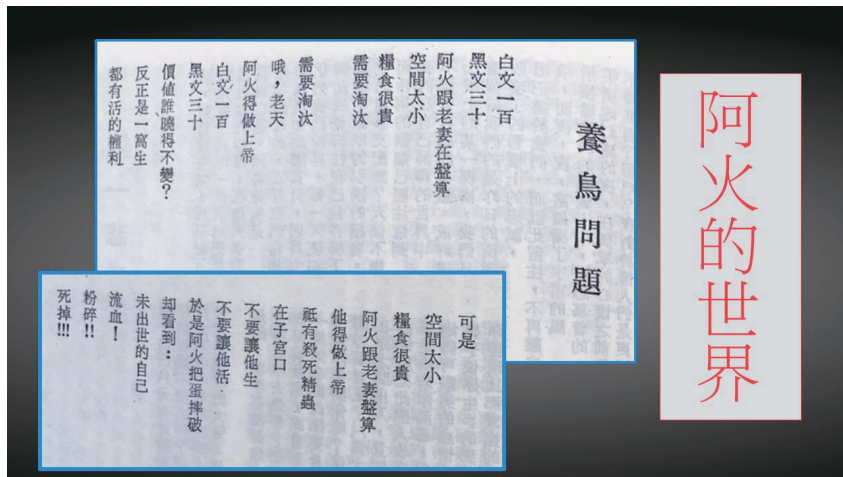 阿火的世界
養鳥問題
白文一百
黑文三十
阿火跟老妻在盤算
空間太小
糧食很貴
需要淘汰
需要淘汰
哦，老天
阿火得做上帝
白文一百
黑文三十
價值誰曉得不變？
反正是一窩生
都有活的權利
可是
空間太小
糧食很貴
阿火跟老妻盤算
他得做上帝
祗有殺死精蟲
在子宮口
不要讓他生
不要讓他活
於是阿火把蛋摔破
却看到：
未出世的自己
流血！
粉碎!!
死掉!!!